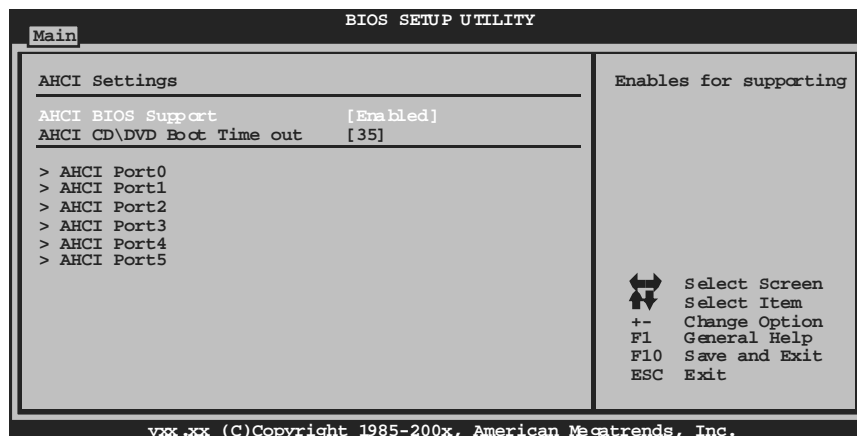 BIOS SETUP UTILITY
Main
AHCI Settings
AHCI BIOS Support [Enabled]
AHCI CD\DVD Boot Time out [35]
> AHCI Port0
> AHCI Port1
> AHCI Port2
> AHCI Port3
> AHCI Port4
> AHCI Port5
Enables for supporting
Select Screen
Select Item
+- Change Option
F1 General Help
F10 Save and Exit
ESC Exit
vxx.xx (C)Copyright 1985-200x, American Megatrends, Inc.